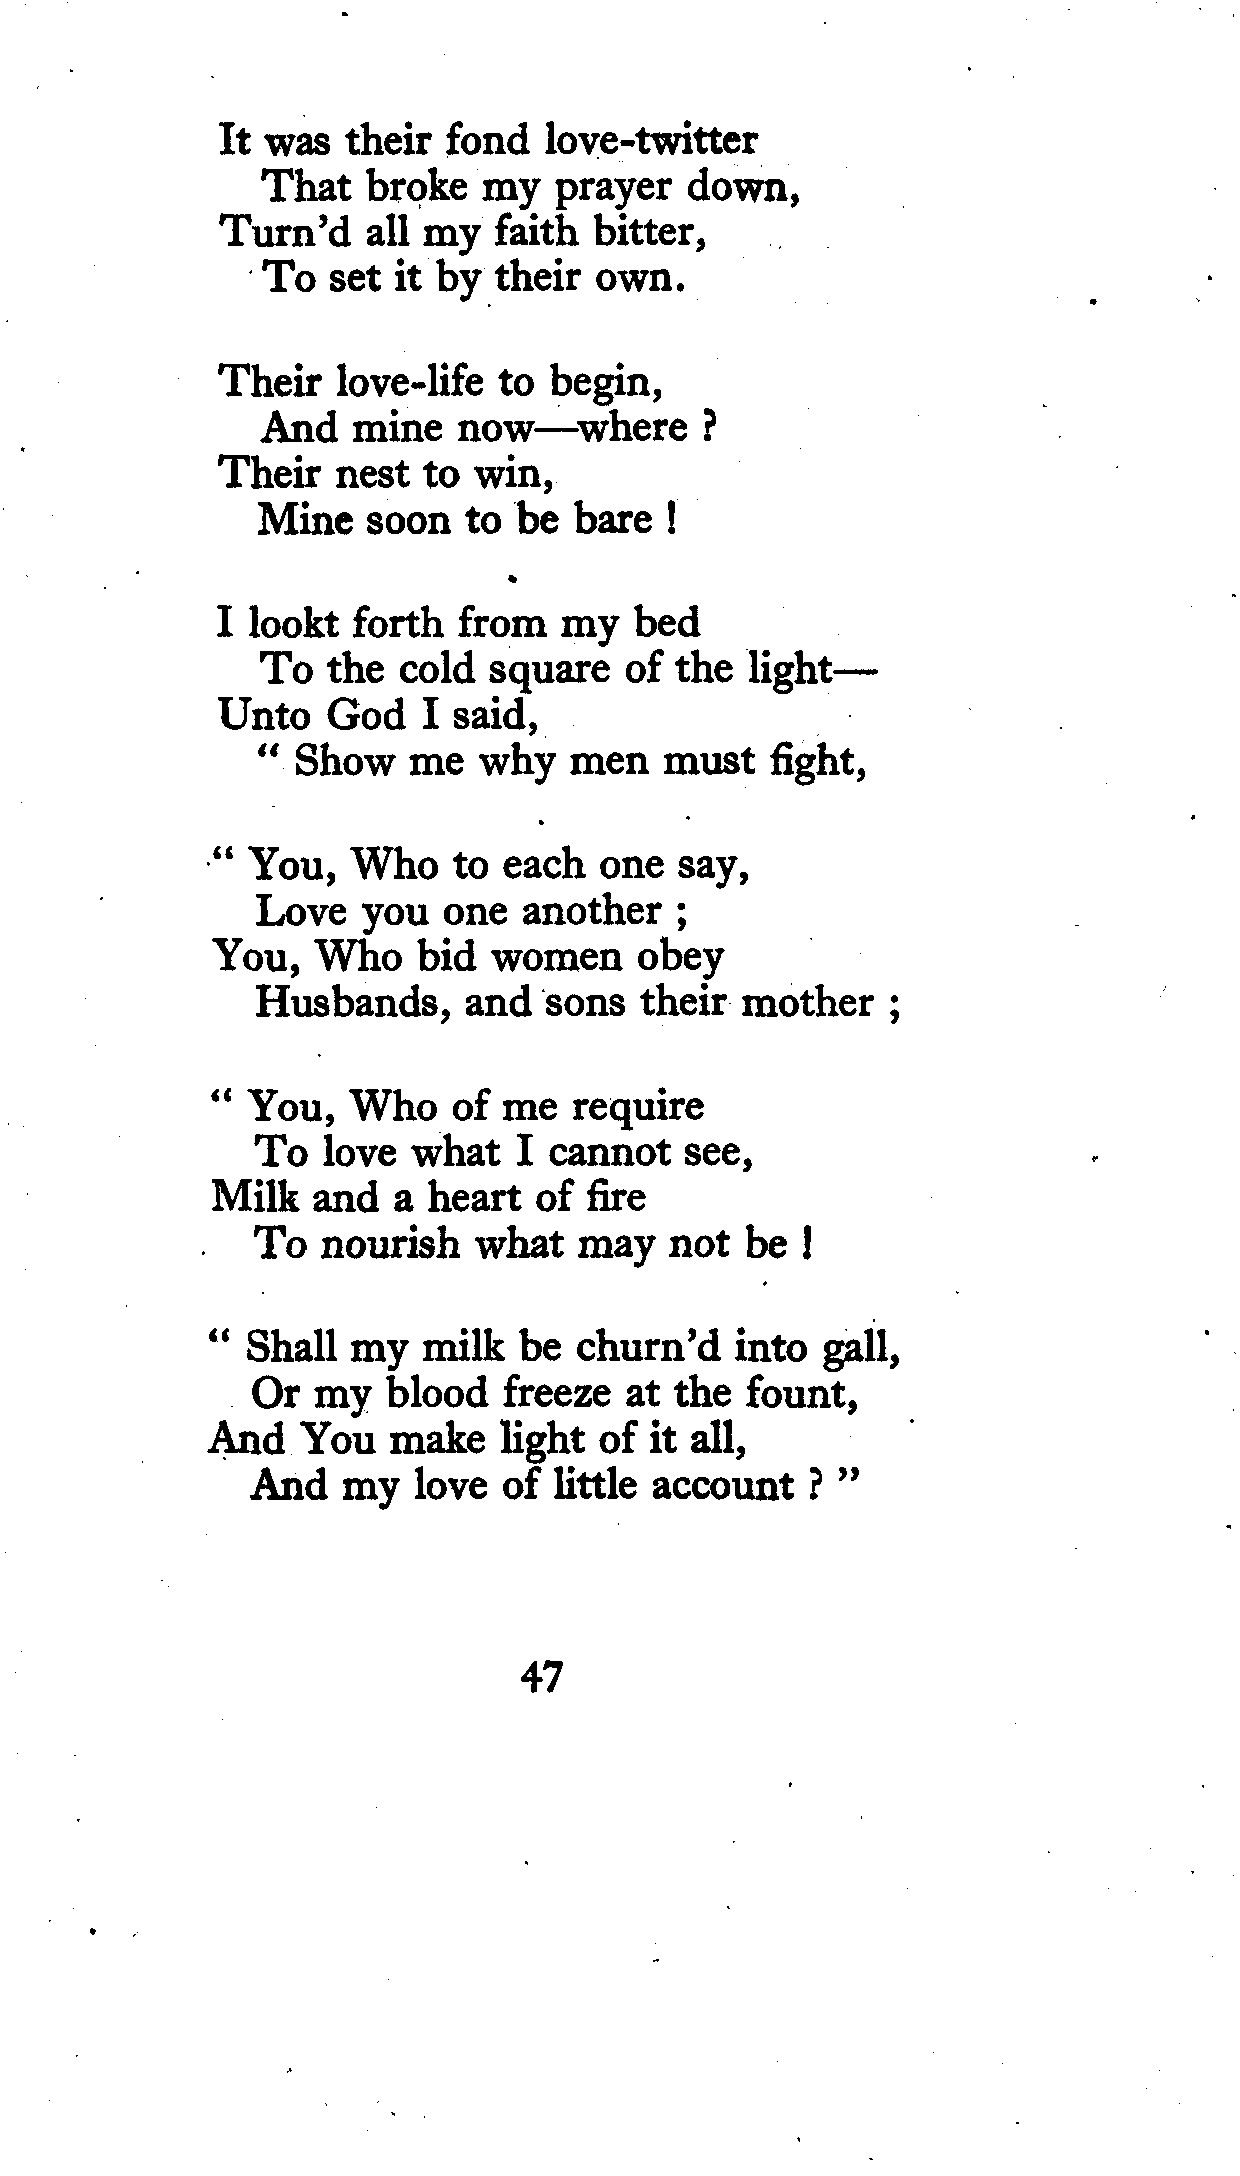 It was their fond love-twitter
That broke my prayer down,
Turn'd all my faith bitter,
To set it by their own.

Their love-life to begin,
And mine now—where ?
Their nest to win,
Mine soon to be bare !

I lookt forth from my bed
To the cold square of the light—
Unto God I said,
“ Show me why men must fight,

“ You, Who to each one say,
Love you one another ;
You, Who bid women obey
Husbands, and sons their mother ;

“ You, Who of me require
To love what I cannot see,
Milk and a heart of fire
To nourish what may not be !

“ Shall my milk be churn'd into gall,
Or my blood freeze at the fount,
And You make light of it all,
And my love of little account ? ”

47